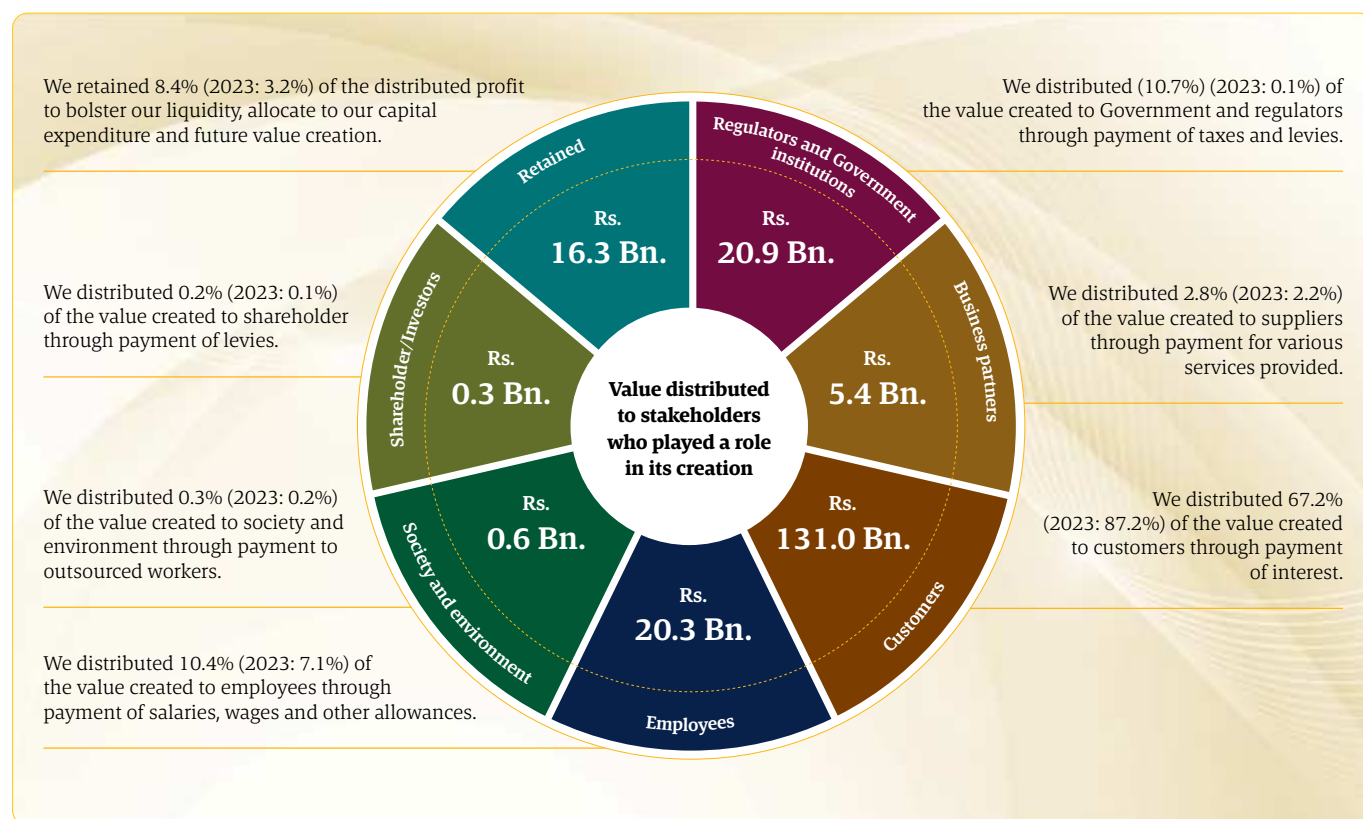 We retained 8.4% (2023: 3.2%) of the distributed profit
to bolster our liquidity, allocate to our capital
expenditure and future value creation.
We distributed 0.2% (2023: 0.1%)
of the value created to shareholder
through payment of levies.
We distributed 0.3% (2023: 0.2%)
of the value created to society and
environment through payment to
outsourced workers.
We distributed 10.4% (2023: 7.1%) of
the value created to employees through
payment of salaries, wages and other allowances.
Retained
Rs.
16.3 Bn.
Regulators and Government
institutions
Rs.
20.9 Bn.
Shareholder/Investors
Rs.
0.3 Bn.
Value distributed
to stakeholders
who played a role
in its creation
Business partners
Rs.
5.4 Bn.
Society and environment
Rs.
0.6 Bn.
Rs.
131.0 Bn.
Customers
Rs.
20.3 Bn.
Employees
We distributed (10.7%) (2023: 0.1%) of
the value created to Government and regulators
through payment of taxes and levies.
We distributed 2.8% (2023: 2.2%)
of the value created to suppliers
through payment for various
services provided.
We distributed 67.2%
(2023: 87.2%) of the value created
to customers through payment
of interest.